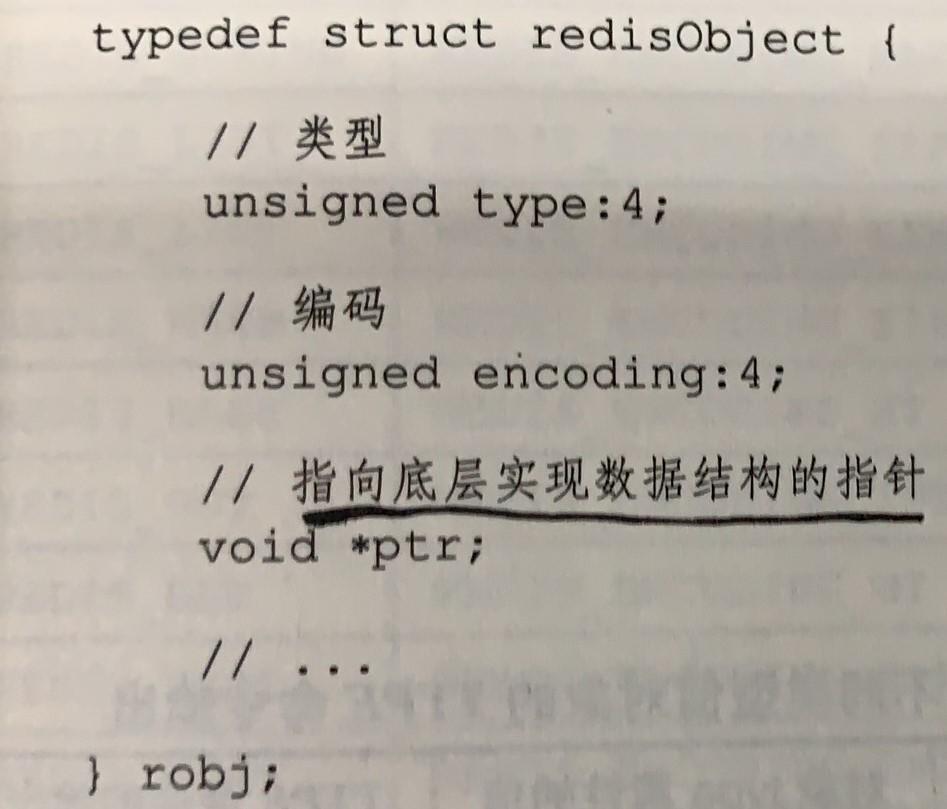 typedef struct redisObject {
// 类型
unsigned type:4;
// 编码
unsigned encoding:4;
// 指向底层实现数据结构的指针
void *ptr;
// ...
} robj;